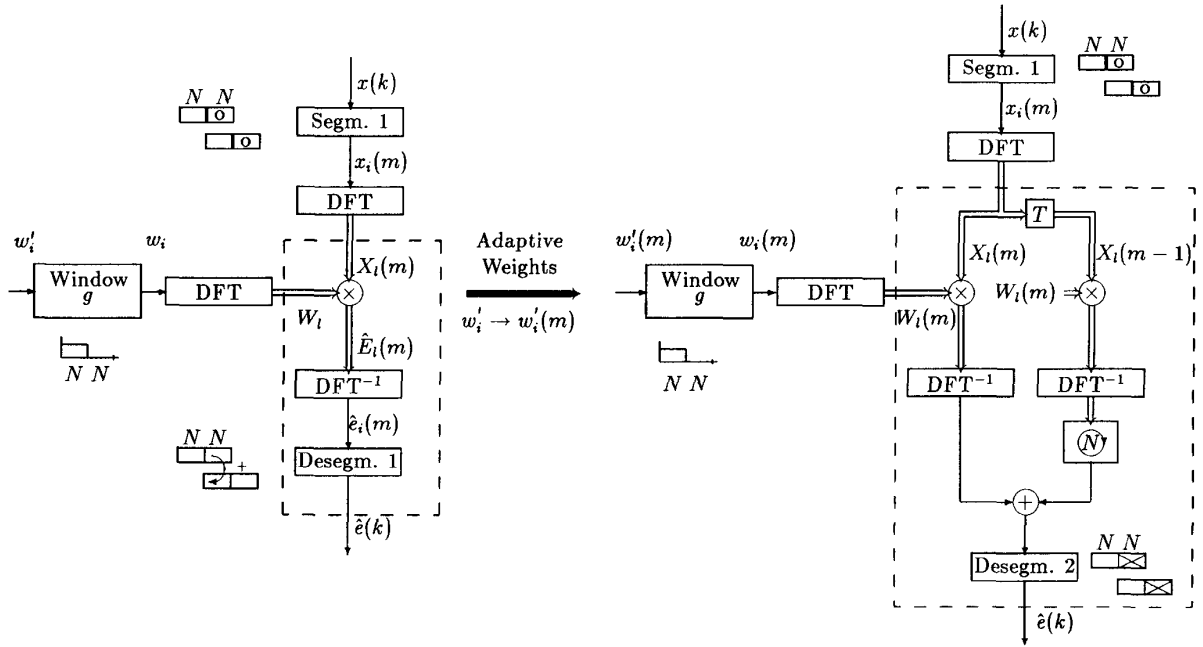 x(k)
N N
O
Segm. 1
O
x_i(m)
DFT
w'_i
w_i
Window
g
DFT
X_l(m)
×
W_l
N N
Ê_l(m)
DFT⁻¹
ê_i(m)
N N
+
Desegm. 1
ê(k)
Adaptive
Weights
w'_i → w'_i(m)
x(k)
N N
O
Segm. 1
O
x_i(m)
DFT
T
w'_i(m)
w_i(m)
Window
g
DFT
X_l(m)
X_l(m − 1)
×
W_l(m)
W_l(m)
×
N N
DFT⁻¹
DFT⁻¹
N
+
N N
Desegm. 2
ê(k)